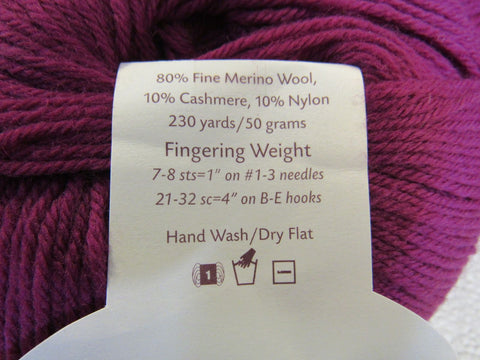 80% Fine Merino Wool,
10% Cashmere, 10% Nylon
230 yards/50 grams
Fingering Weight
7-8 sts=1" on #1-3 needles
21-32 sc=4" on B-E hooks
Hand Wash/Dry Flat
1